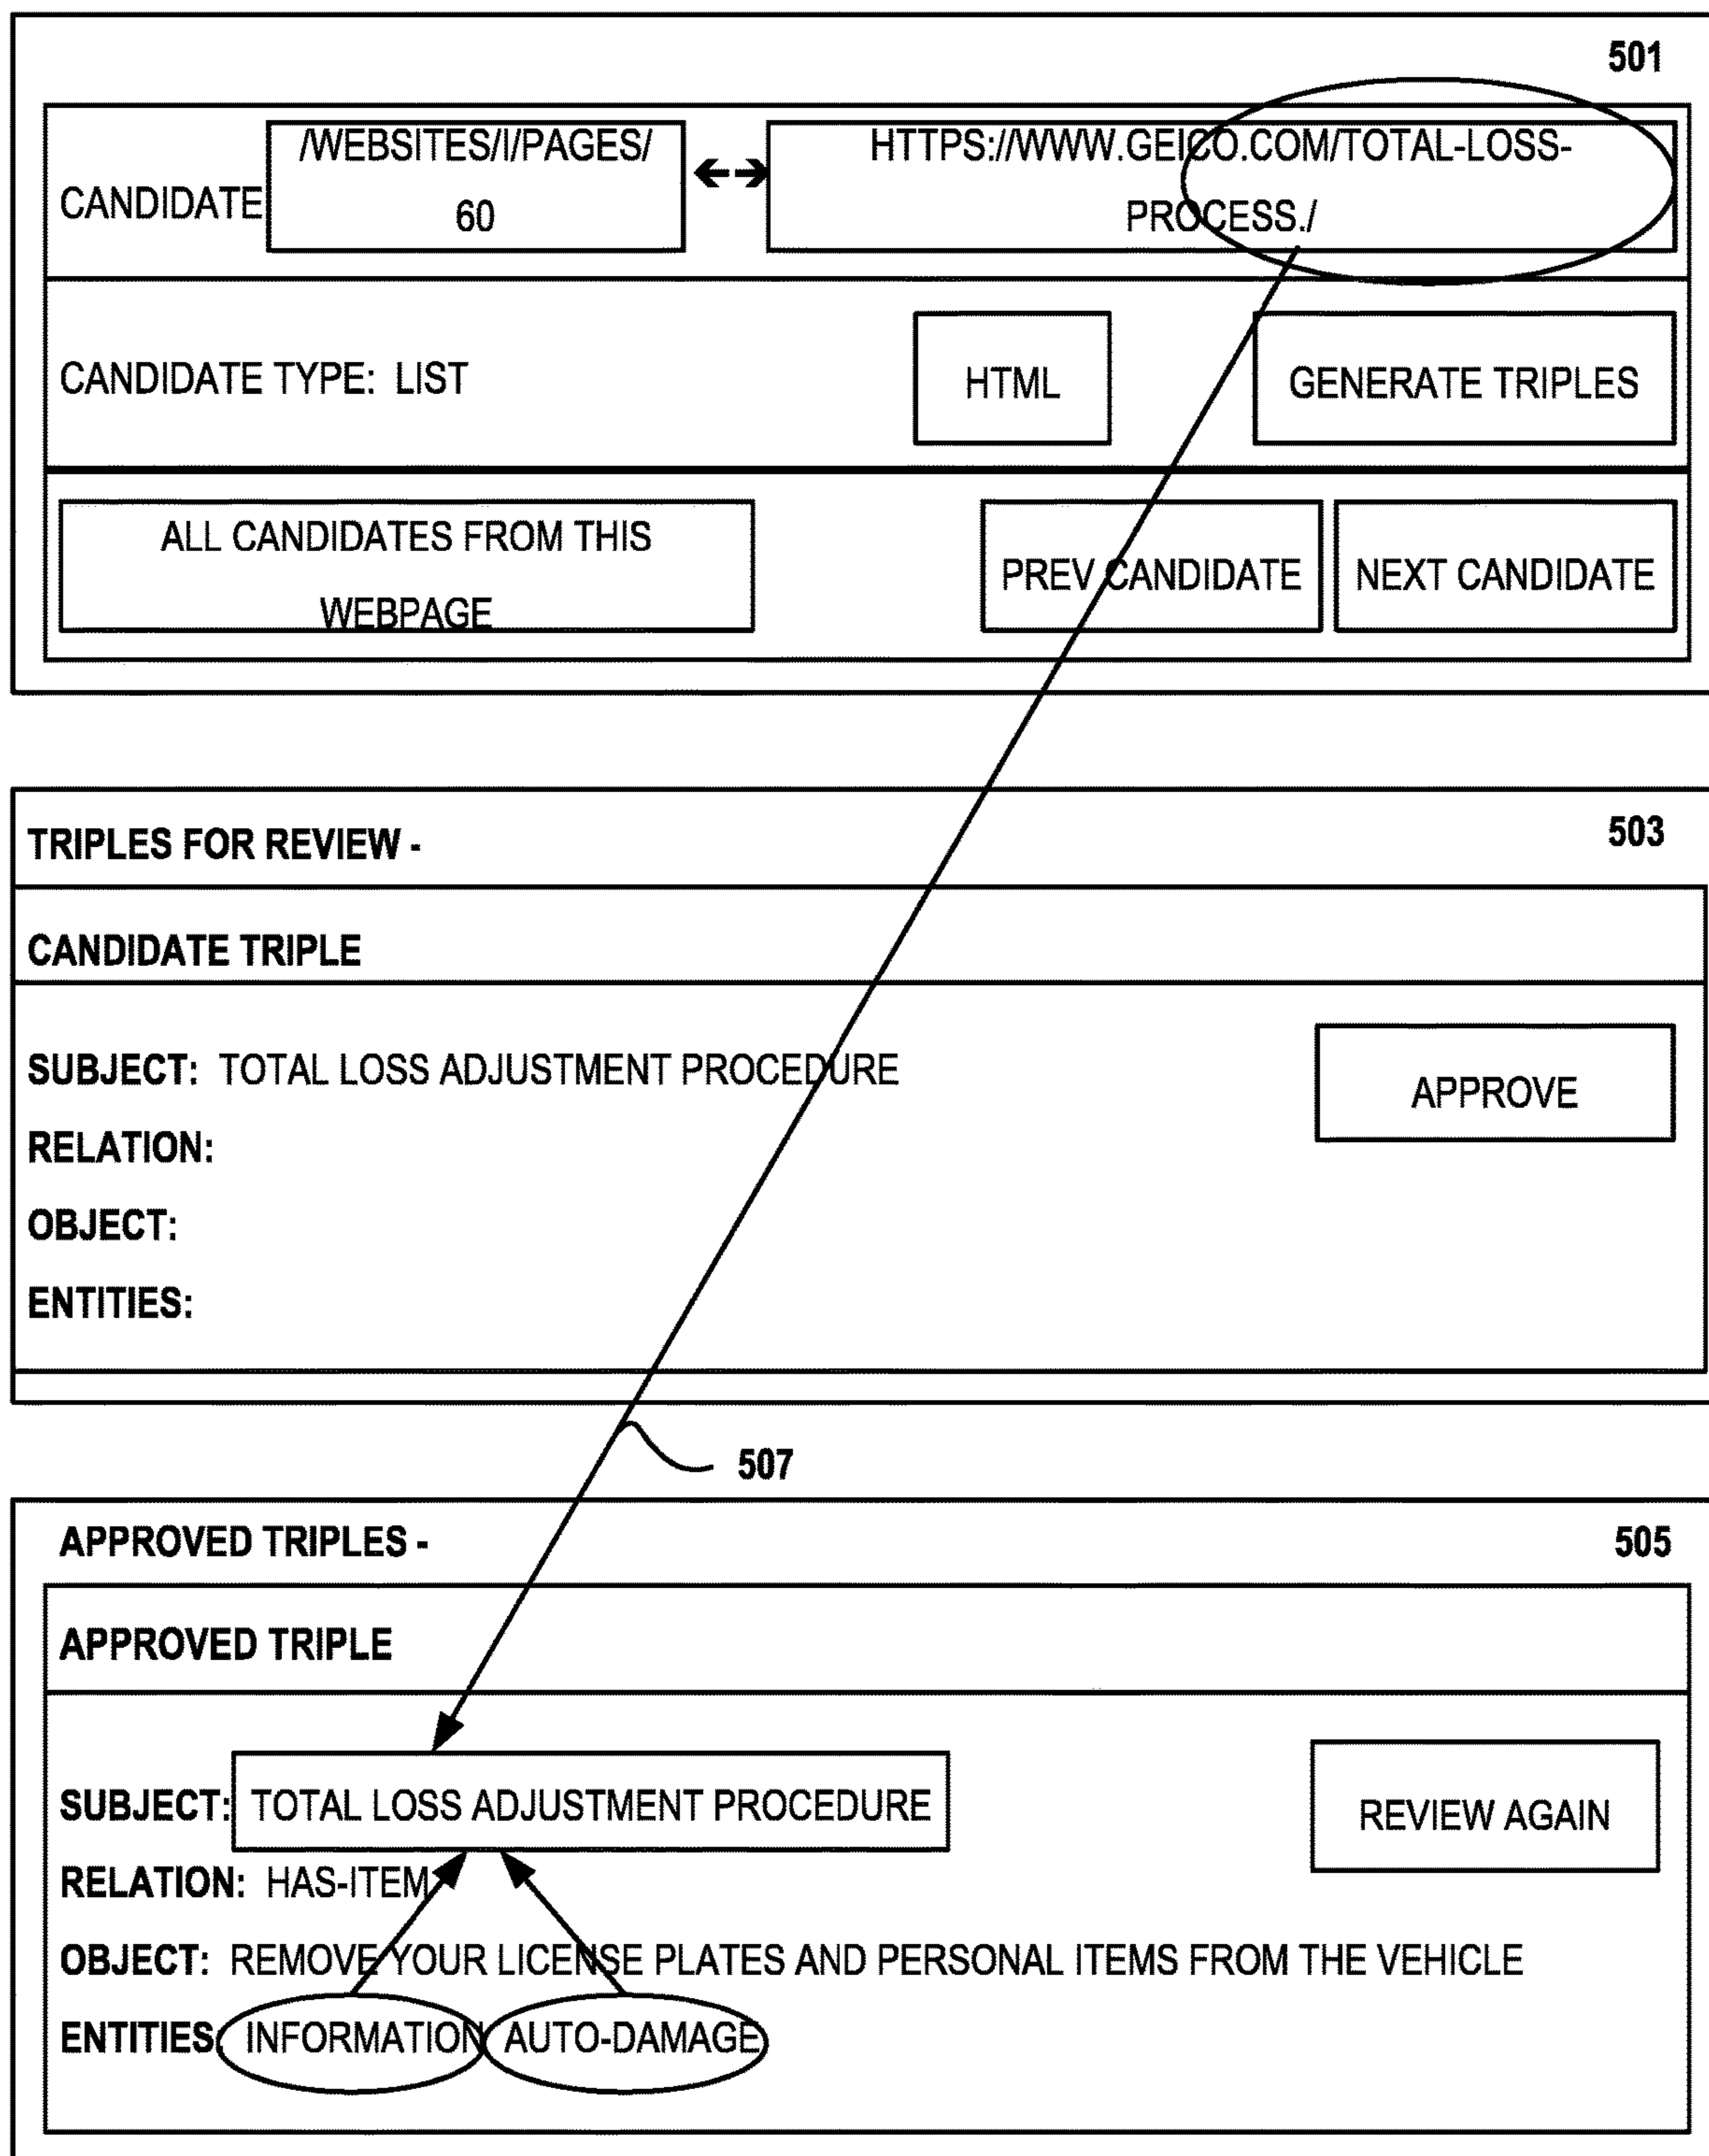 501
CANDIDATE
/WEBSITES/I//PAGES/
60
HTTPS://WWW.GEICO.COM/TOTAL-LOSS-
PROCESS./
CANDIDATE TYPE: LIST
HTML
GENERATE TRIPLES
ALL CANDIDATES FROM THIS
WEBPAGE
PREV CANDIDATE
NEXT CANDIDATE
TRIPLES FOR REVIEW -
503
CANDIDATE TRIPLE
SUBJECT: TOTAL LOSS ADJUSTMENT PROCEDURE
APPROVE
RELATION:
OBJECT:
ENTITIES:
507
APPROVED TRIPLES -
505
APPROVED TRIPLE
SUBJECT: TOTAL LOSS ADJUSTMENT PROCEDURE
REVIEW AGAIN
RELATION: HAS-ITEM
OBJECT: REMOVE YOUR LICENSE PLATES AND PERSONAL ITEMS FROM THE VEHICLE
ENTITIES INFORMATION AUTO-DAMAGE